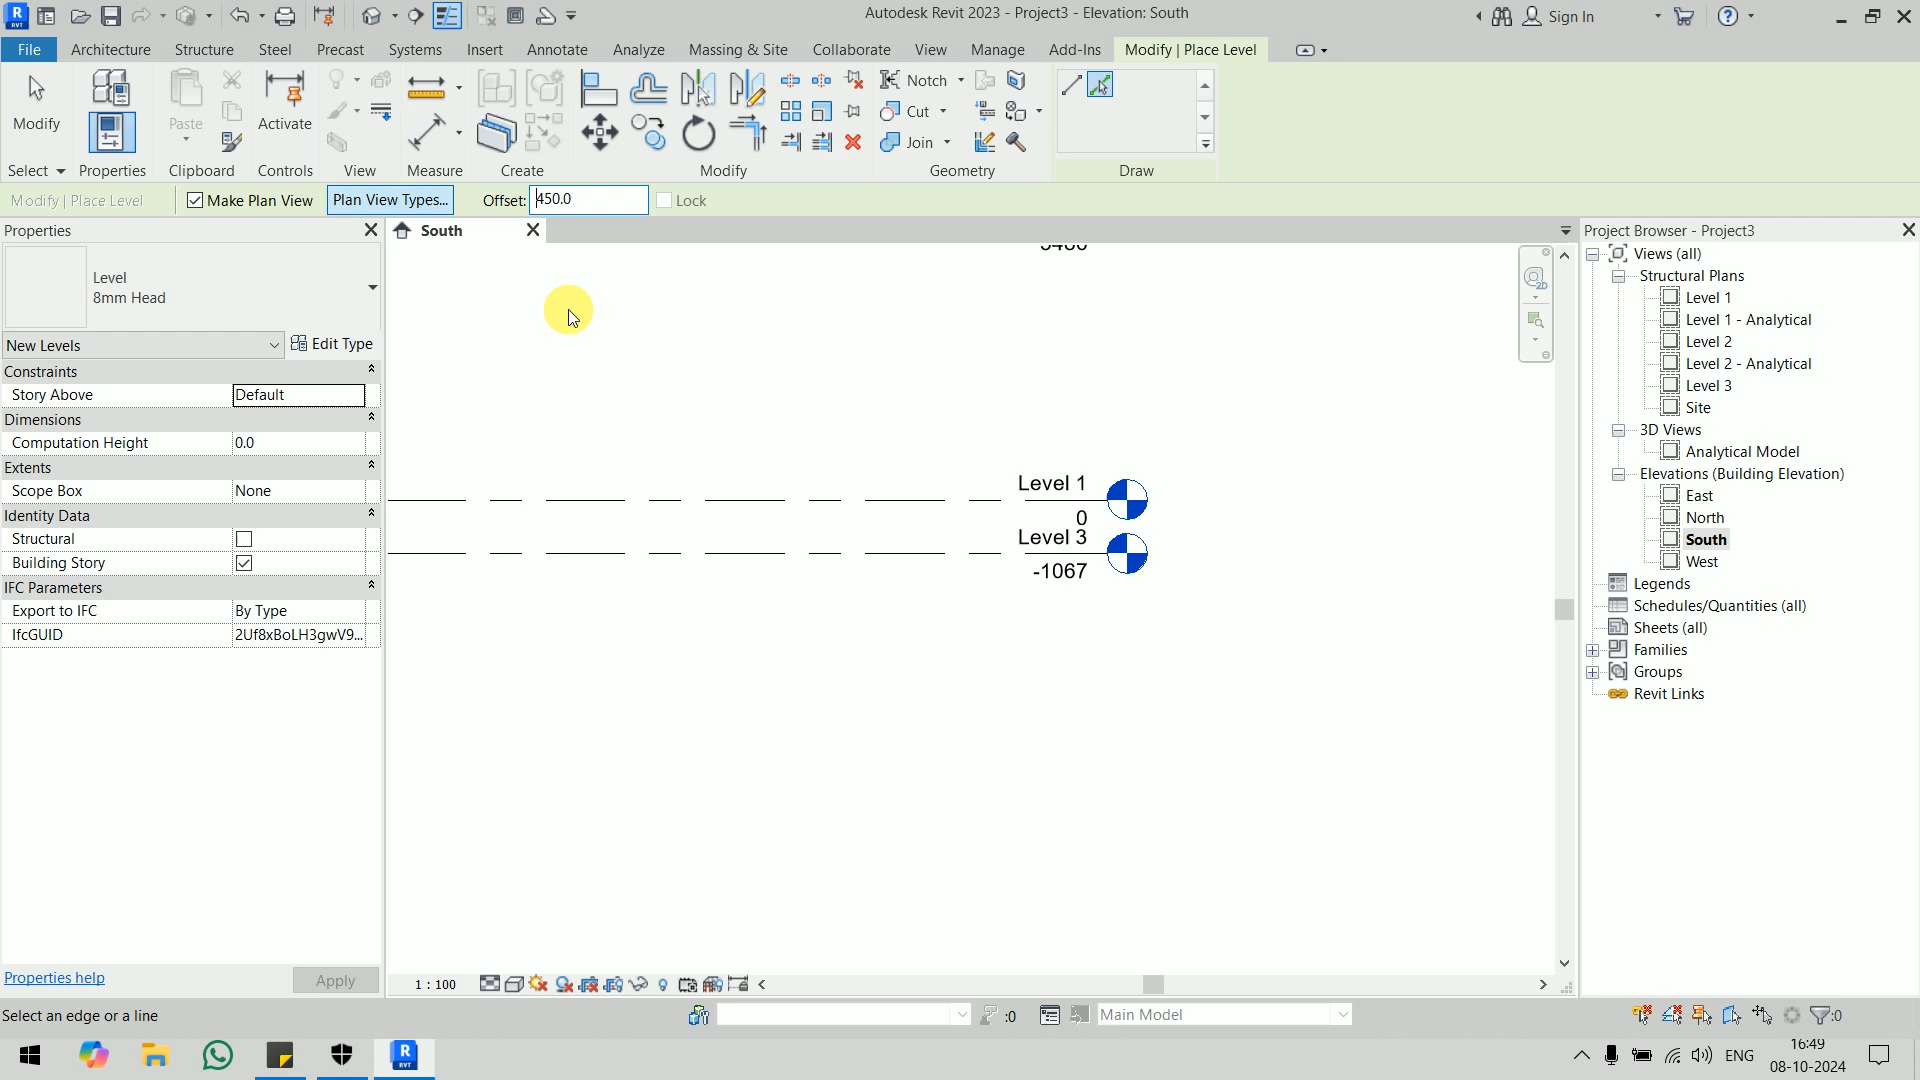 Autodesk Revit 2023 - Project3 - Elevation: South
Sign In
File Architecture Structure Steel Precast Systems Insert Annotate Analyze Massing & Site Collaborate View Manage Add-Ins Modify | Place Level
Modify
Paste
Activate
Notch
Cut
Join
Select Properties Clipboard Controls View Measure Create Modify Geometry Draw
Modify | Place Level
Make Plan View
Plan View Types...
Offset: 450.0
Lock
Properties
Level
8mm Head
New Levels
Edit Type
Constraints
Story Above Default
Dimensions
Computation Height 0.0
Extents
Scope Box None
Identity Data
Structural
Building Story
IFC Parameters
Export to IFC By Type
IfcGUID 2Uf8xBoLH3gwV9...
Properties help
Apply
South
Level 1
0
Level 3
-1067
1 : 100
Project Browser - Project3
Views (all)
Structural Plans
Level 1
Level 1 - Analytical
Level 2
Level 2 - Analytical
Level 3
Site
3D Views
Analytical Model
Elevations (Building Elevation)
East
North
South
West
Legends
Schedules/Quantities (all)
Sheets (all)
Families
Groups
Revit Links
Select an edge or a line
:0
Main Model
:0
ENG
16:49
08-10-2024